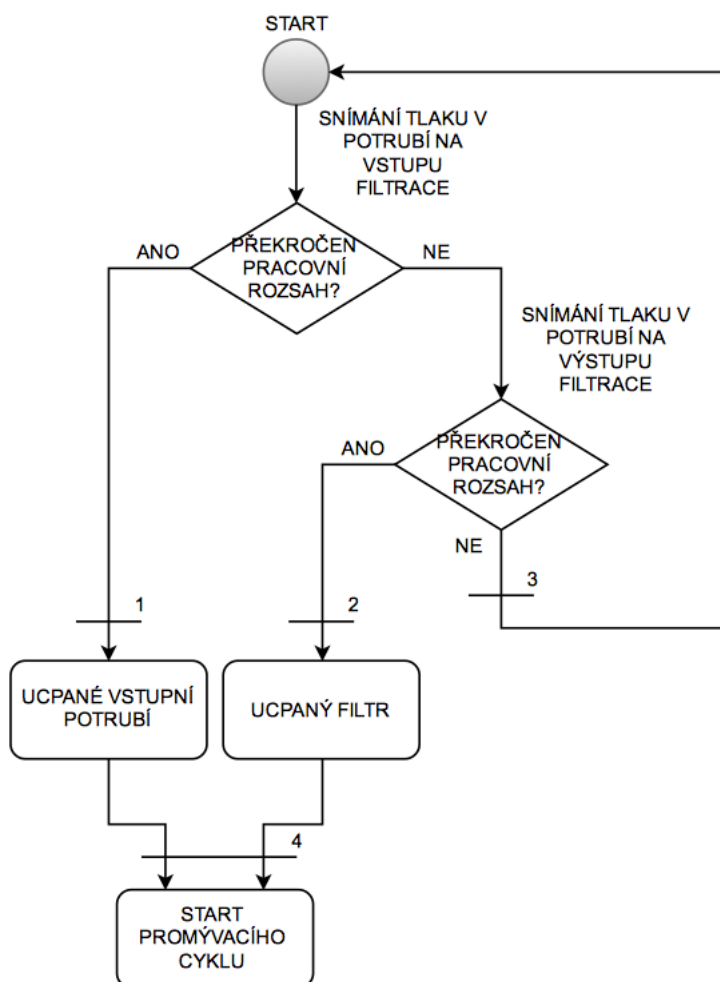 START
SNÍMÁNÍ TLAKU V
POTRUBÍ NA
VSTUPU
FILTRACE
ANO
PŘEKROČEN
PRACOVNÍ
ROZSAH?
NE
SNÍMÁNÍ TLAKU V
POTRUBÍ NA
VÝSTUPU
FILTRACE
ANO
PŘEKROČEN
PRACOVNÍ
ROZSAH?
NE
3
1
2
UCPANÉ VSTUPNÍ
POTRUBÍ
UCPANÝ FILTR
4
START
PROMÝVACÍHO
CYKLU